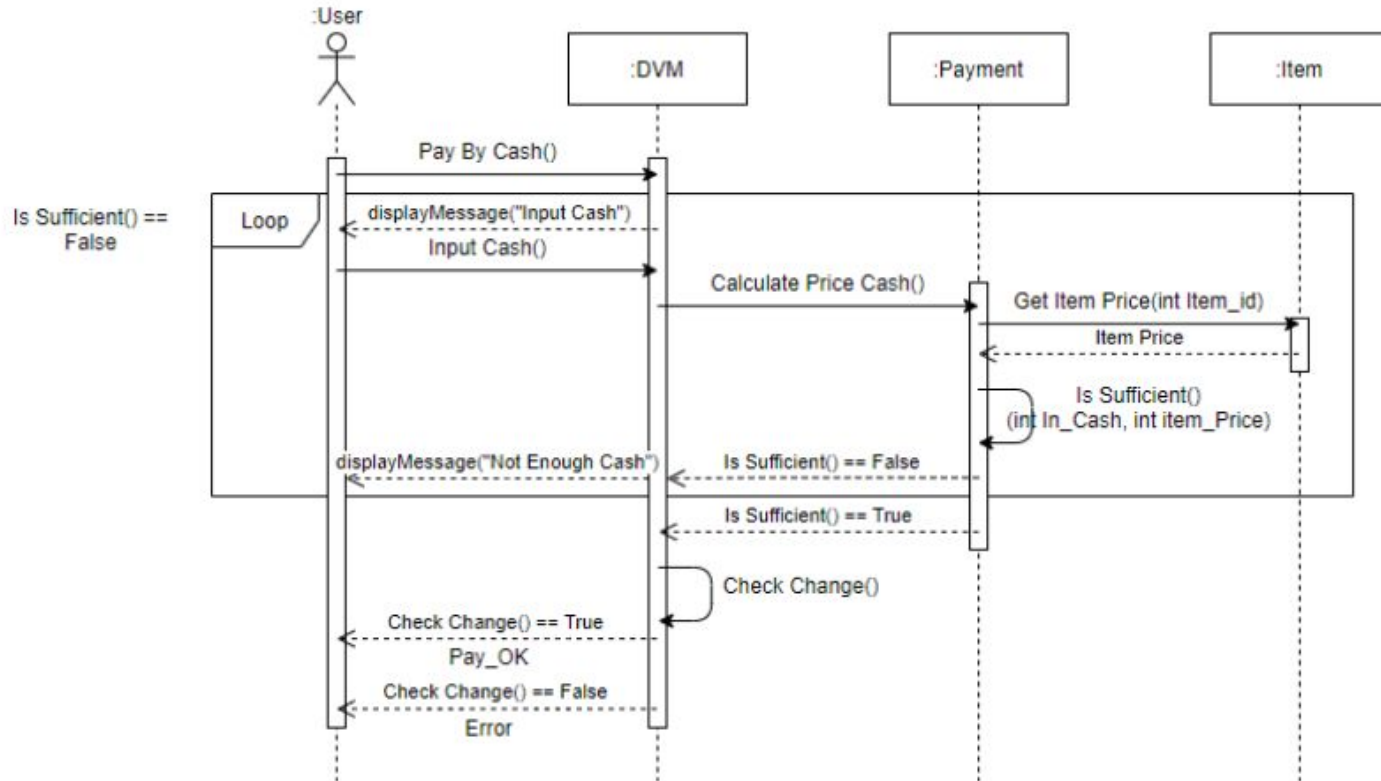 :User
:DVM
:Payment
:Item
Pay By Cash()
Is Sufficient() ==
False
Loop
displayMessage("Input Cash")
Input Cash()
Calculate Price Cash()
Get Item Price(int Item_id)
Item Price
Is Sufficient()
(int In_Cash, int item_Price)
displayMessage("Not Enough Cash")
Is Sufficient() == False
Is Sufficient() == True
Check Change()
Check Change() == True
Pay_OK
Check Change() == False
Error